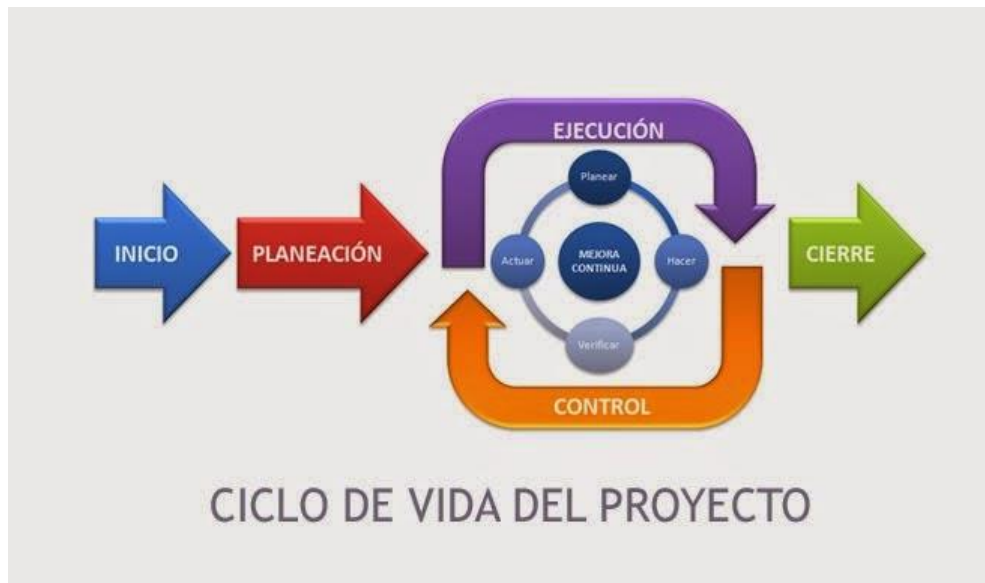 INICIO
PLANEACIÓN
EJECUCIÓN
Planear
Actuar
MEJORA
CONTINUA
Hacer
Verificar
CONTROL
CIERRE
CICLO DE VIDA DEL PROYECTO